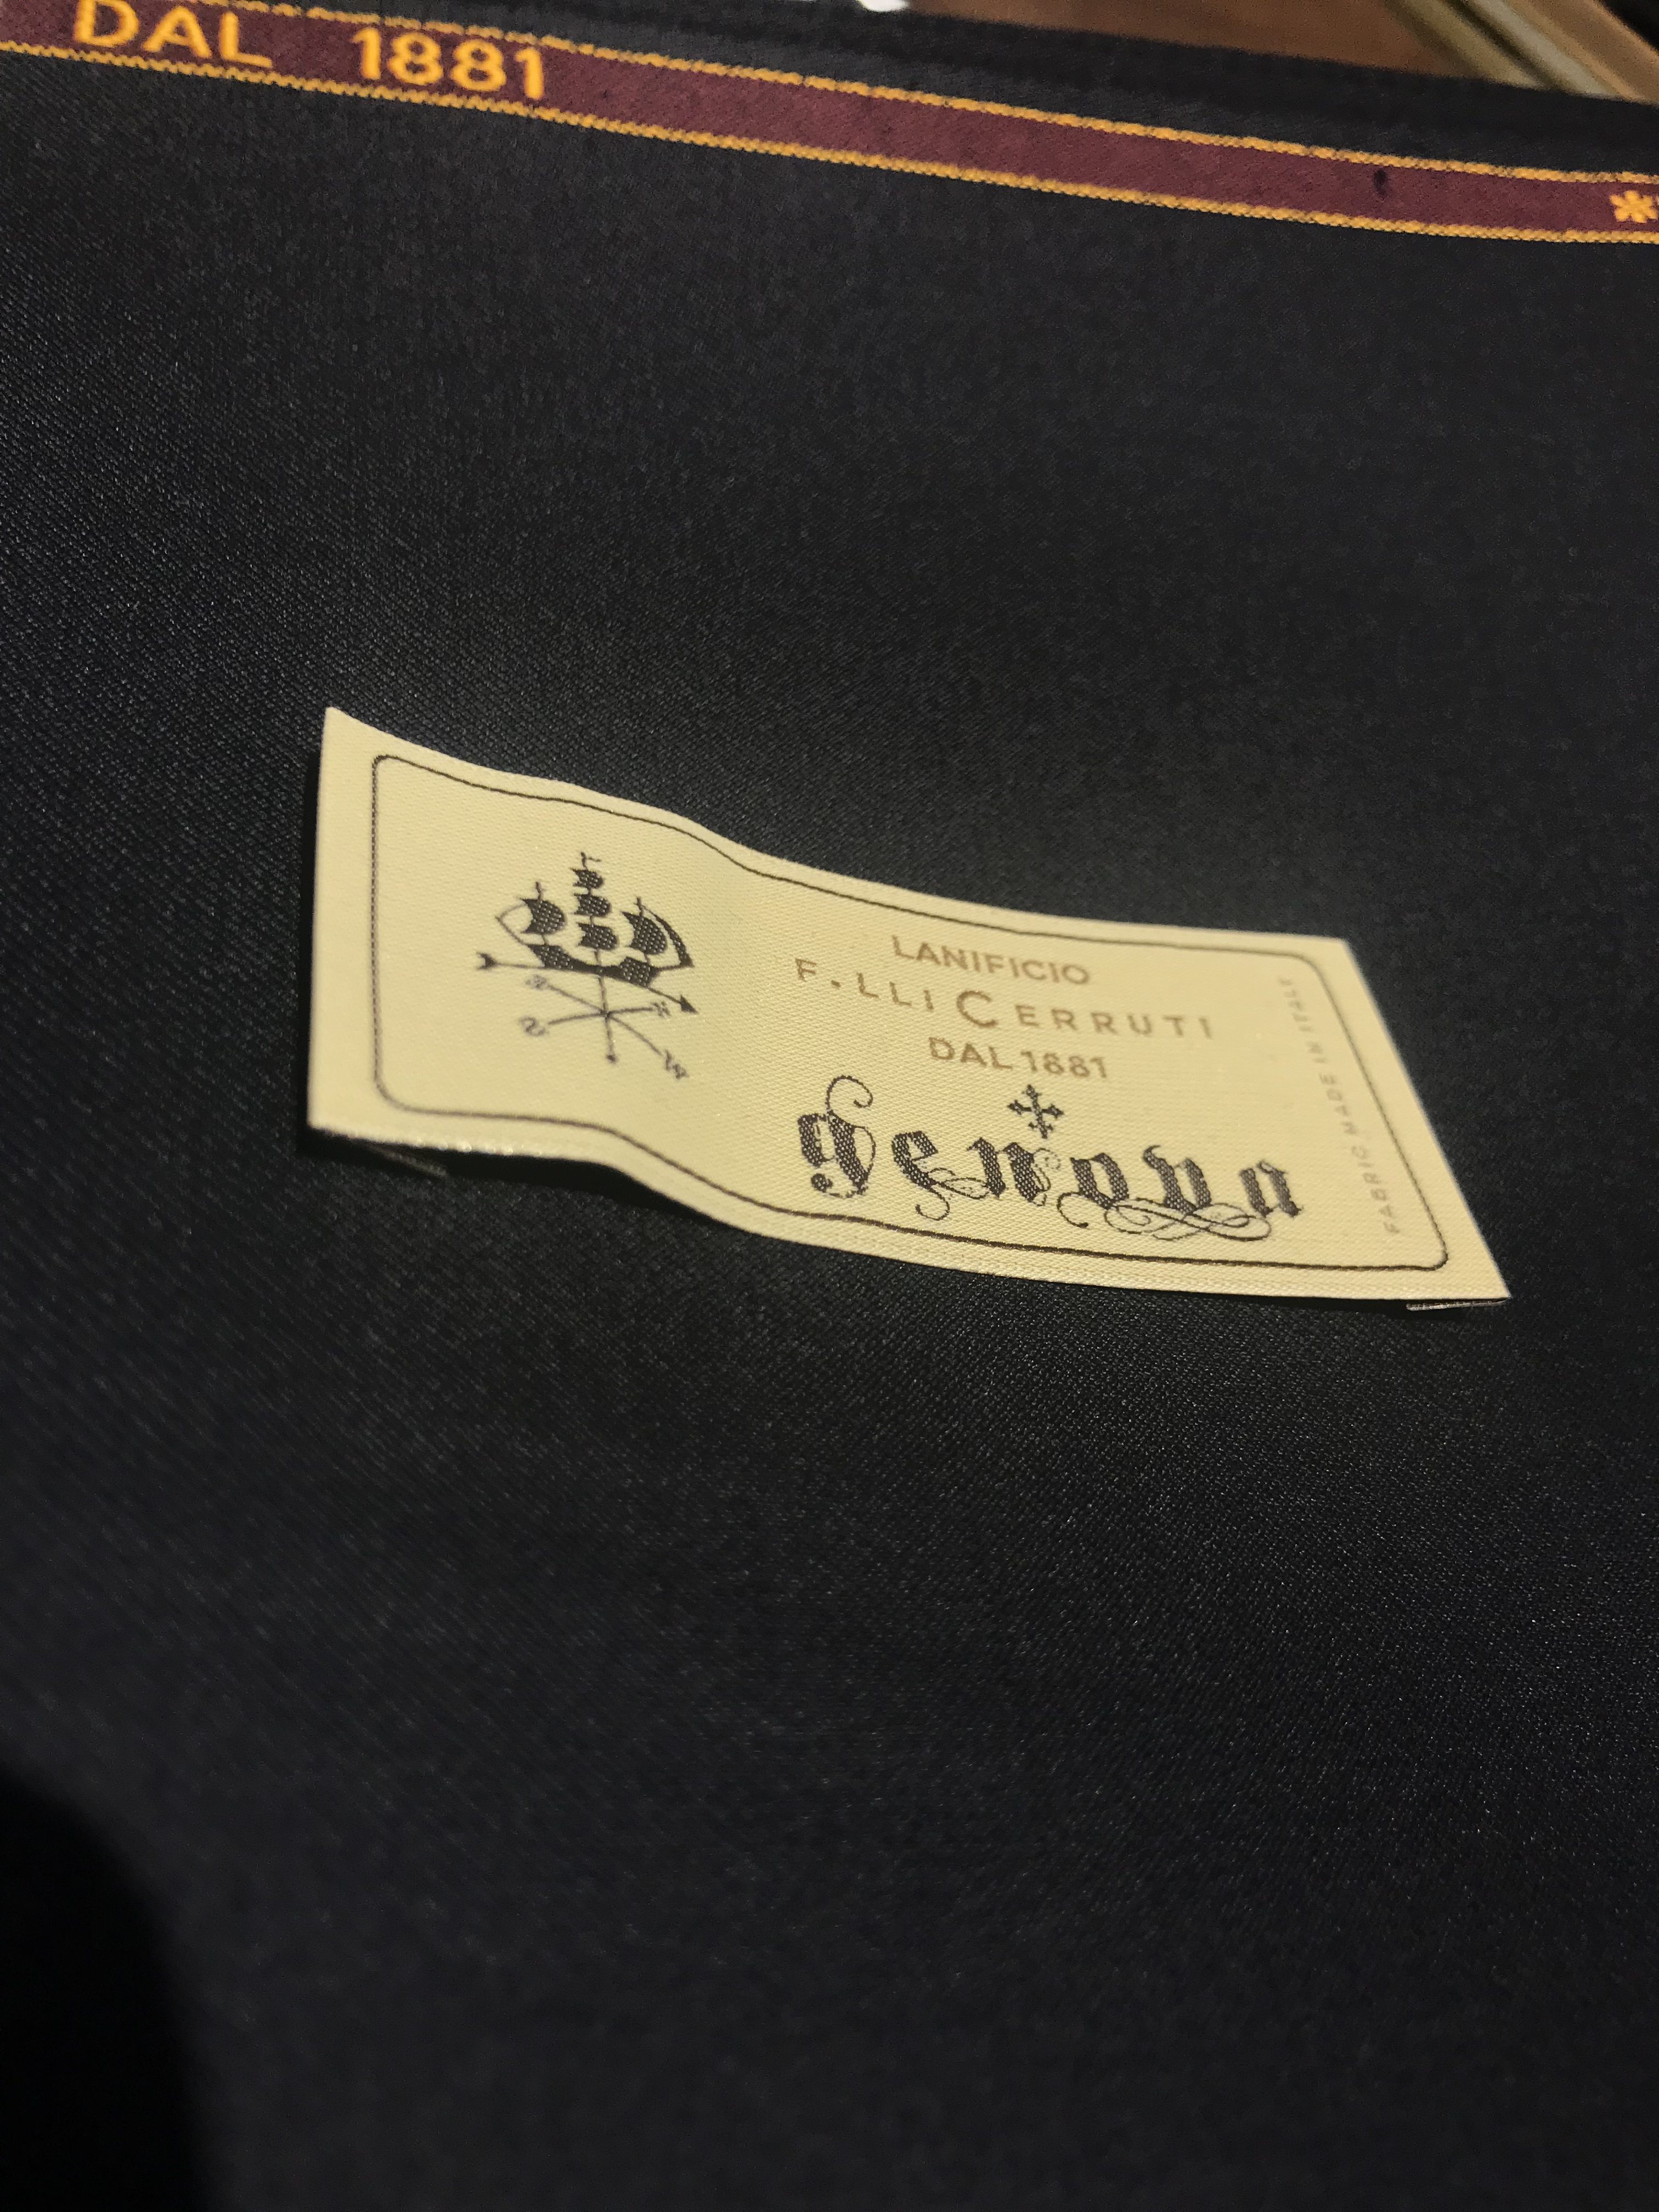 DAL 1881
*
LANIFICIO
F.LLI CERRUTI
DAL 1881
genova
FABRIC MADE IN ITALY
S
W